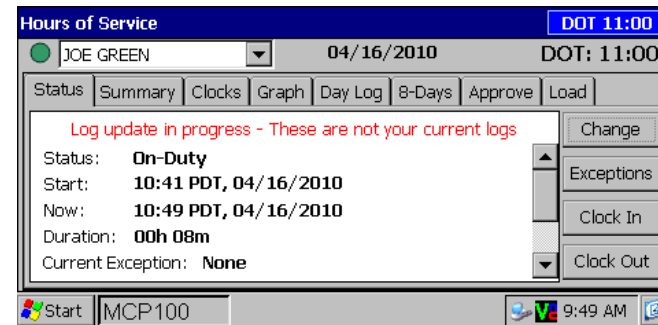 Hours of Service DOT 11:00
JOE GREEN 04/16/2010 DOT: 11:00
Status Summary Clocks Graph Day Log 8-Days Approve Load
Log update in progress - These are not your current logs
Change
Status: On-Duty
Exceptions
Start: 10:41 PDT, 04/16/2010
Now: 10:49 PDT, 04/16/2010
Clock In
Duration: 00h 08m
Current Exception: None
Clock Out
Start MCP100 9:49 AM